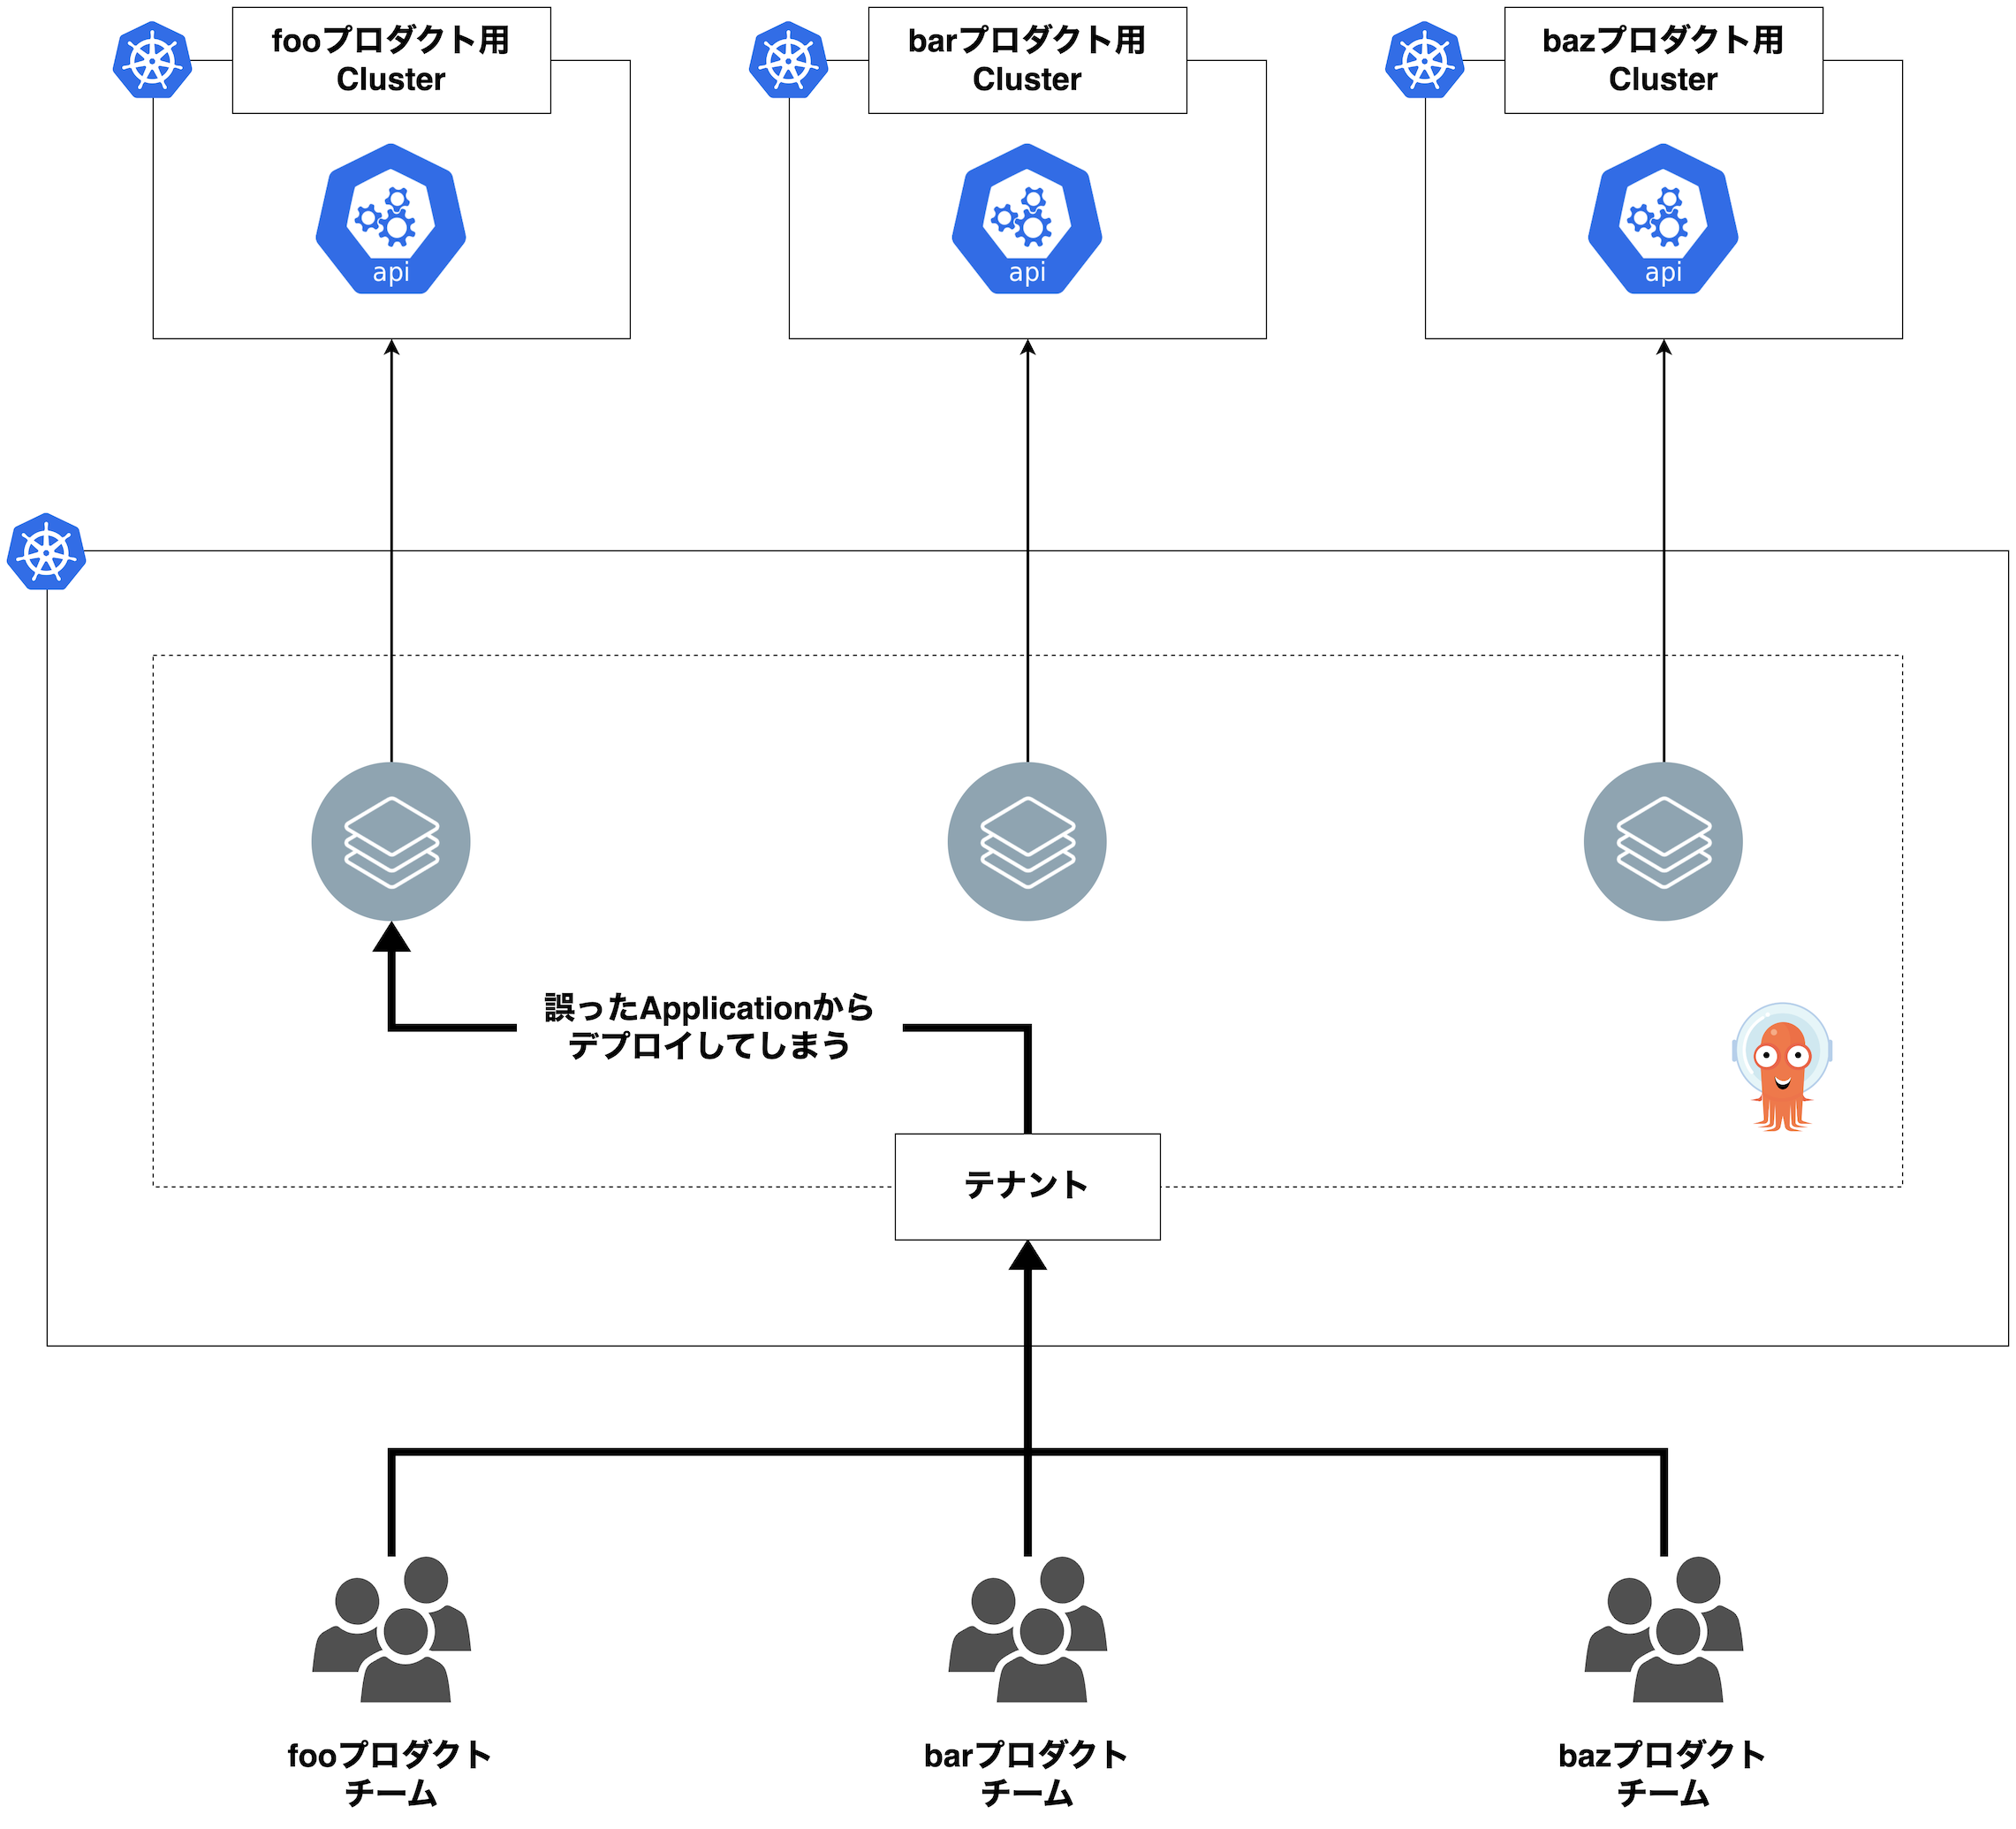 fooプロダクト用
Cluster
barプロダクト用
Cluster
bazプロダクト用
Cluster
api
api
api
誤ったApplicationから
デプロイしてしまう
テナント
fooプロダクト
チーム
barプロダクト
チーム
bazプロダクト
チーム